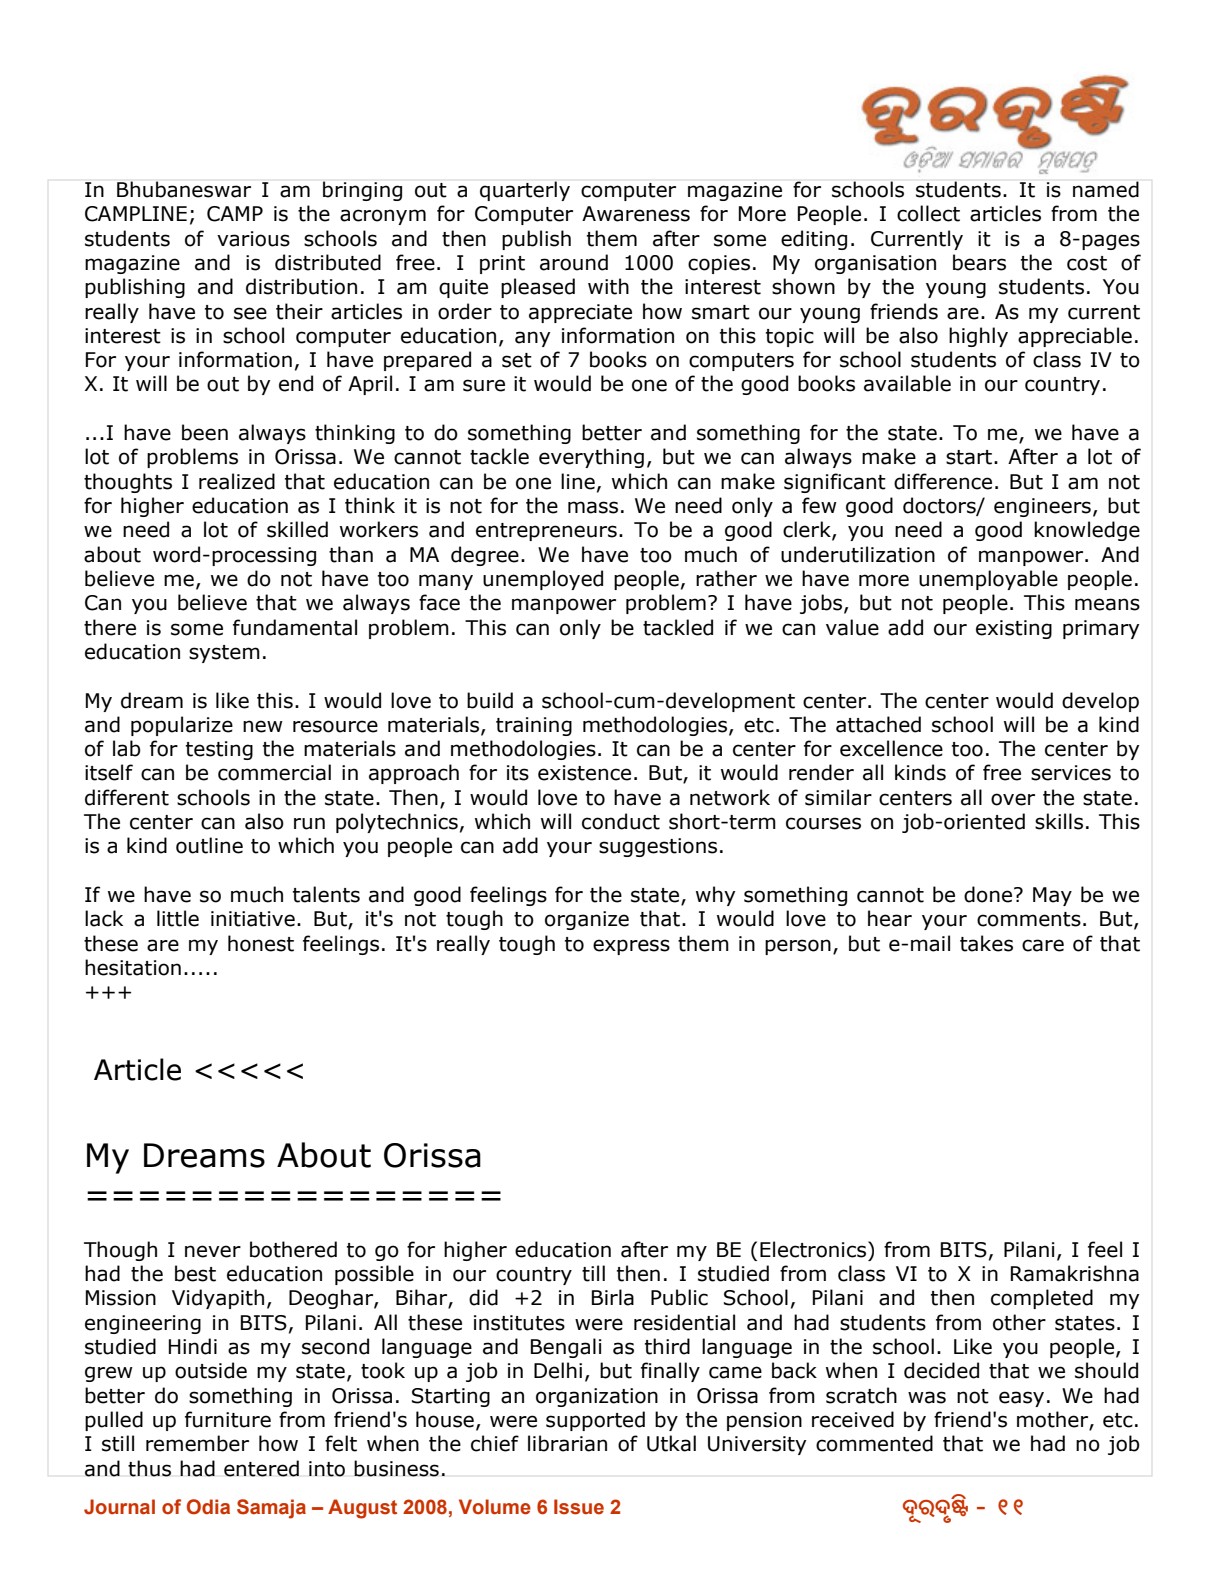 ଦୂରଦୃଷ୍ଟି
ଓଡ଼ିଆ ସମାଜର ମୁଖପତ୍ର
In Bhubaneswar I am bringing out a quarterly computer magazine for schools students. It is named
CAMPLINE; CAMP is the acronym for Computer Awareness for More People. I collect articles from the
students of various schools and then publish them after some editing. Currently it is a 8-pages
magazine and is distributed free. I print around 1000 copies. My organisation bears the cost of
publishing and distribution. I am quite pleased with the interest shown by the young students. You
really have to see their articles in order to appreciate how smart our young friends are. As my current
interest is in school computer education, any information on this topic will be also highly appreciable.
For your information, I have prepared a set of 7 books on computers for school students of class IV to
X. It will be out by end of April. I am sure it would be one of the good books available in our country.
...I have been always thinking to do something better and something for the state. To me, we have a
lot of problems in Orissa. We cannot tackle everything, but we can always make a start. After a lot of
thoughts I realized that education can be one line, which can make significant difference. But I am not
for higher education as I think it is not for the mass. We need only a few good doctors/ engineers, but
we need a lot of skilled workers and entrepreneurs. To be a good clerk, you need a good knowledge
about word-processing than a MA degree. We have too much of underutilization of manpower. And
believe me, we do not have too many unemployed people, rather we have more unemployable people.
Can you believe that we always face the manpower problem? I have jobs, but not people. This means
there is some fundamental problem. This can only be tackled if we can value add our existing primary
education system.
My dream is like this. I would love to build a school-cum-development center. The center would develop
and popularize new resource materials, training methodologies, etc. The attached school will be a kind
of lab for testing the materials and methodologies. It can be a center for excellence too. The center by
itself can be commercial in approach for its existence. But, it would render all kinds of free services to
different schools in the state. Then, I would love to have a network of similar centers all over the state.
The center can also run polytechnics, which will conduct short-term courses on job-oriented skills. This
is a kind outline to which you people can add your suggestions.
If we have so much talents and good feelings for the state, why something cannot be done? May be we
lack a little initiative. But, it's not tough to organize that. I would love to hear your comments. But,
these are my honest feelings. It's really tough to express them in person, but e-mail takes care of that
hesitation.....
+++
Article <<<<<
My Dreams About Orissa
================
Though I never bothered to go for higher education after my BE (Electronics) from BITS, Pilani, I feel I
had the best education possible in our country till then. I studied from class VI to X in Ramakrishna
Mission Vidyapith, Deoghar, Bihar, did +2 in Birla Public School, Pilani and then completed my
engineering in BITS, Pilani. All these institutes were residential and had students from other states. I
studied Hindi as my second language and Bengali as third language in the school. Like you people, I
grew up outside my state, took up a job in Delhi, but finally came back when I decided that we should
better do something in Orissa. Starting an organization in Orissa from scratch was not easy. We had
pulled up furniture from friend's house, were supported by the pension received by friend's mother, etc.
I still remember how I felt when the chief librarian of Utkal University commented that we had no job
and thus had entered into business.
Journal of Odia Samaja – August 2008, Volume 6 Issue 2 ଦୂରଦୃଷ୍ଟି - ୧୧